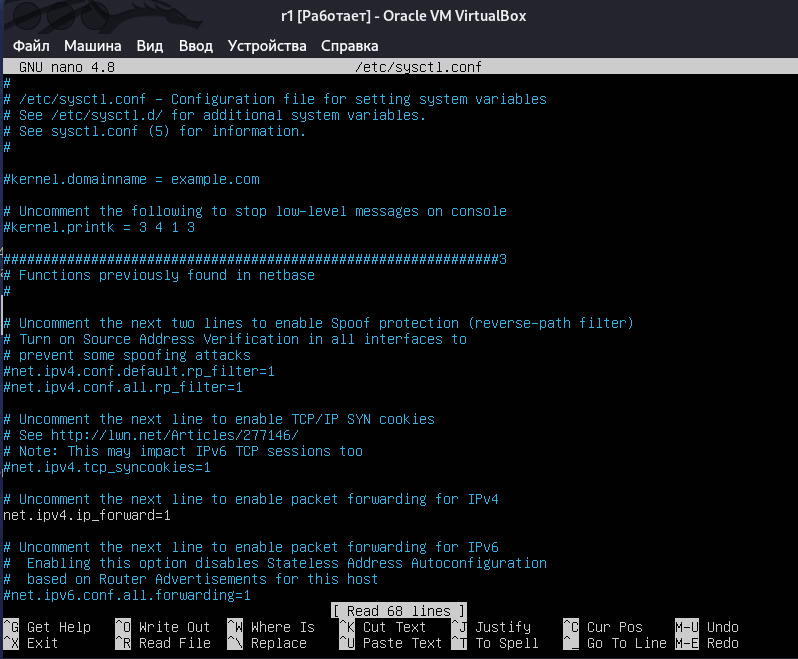 r1 [Работает] - Oracle VM VirtualBox
Файл Машина Вид Ввод Устройства Справка
GNU nano 4.8 /etc/sysctl.conf
#
# /etc/sysctl.conf - Configuration file for setting system variables
# See /etc/sysctl.d/ for additional system variables.
# See sysctl.conf (5) for information.
#
#kernel.domainname = example.com
# Uncomment the following to stop low-level messages on console
#kernel.printk = 3 4 1 3
##############################################################3
# Functions previously found in netbase
#
# Uncomment the next two lines to enable Spoof protection (reverse-path filter)
# Turn on Source Address Verification in all interfaces to
# prevent some spoofing attacks
#net.ipv4.conf.default.rp_filter=1
#net.ipv4.conf.all.rp_filter=1
# Uncomment the next line to enable TCP/IP SYN cookies
# See http://lwn.net/Articles/277146/
# Note: This may impact IPv6 TCP sessions too
#net.ipv4.tcp_syncookies=1
# Uncomment the next line to enable packet forwarding for IPv4
net.ipv4.ip_forward=1
# Uncomment the next line to enable packet forwarding for IPv6
#  Enabling this option disables Stateless Address Autoconfiguration
#  based on Router Advertisements for this host
#net.ipv6.conf.all.forwarding=1
[ Read 68 lines ]
^G Get Help ^O Write Out ^W Where Is ^K Cut Text ^J Justify ^C Cur Pos M-U Undo
^X Exit ^R Read File ^\ Replace ^U Paste Text ^T To Spell ^_ Go To Line M-E Redo